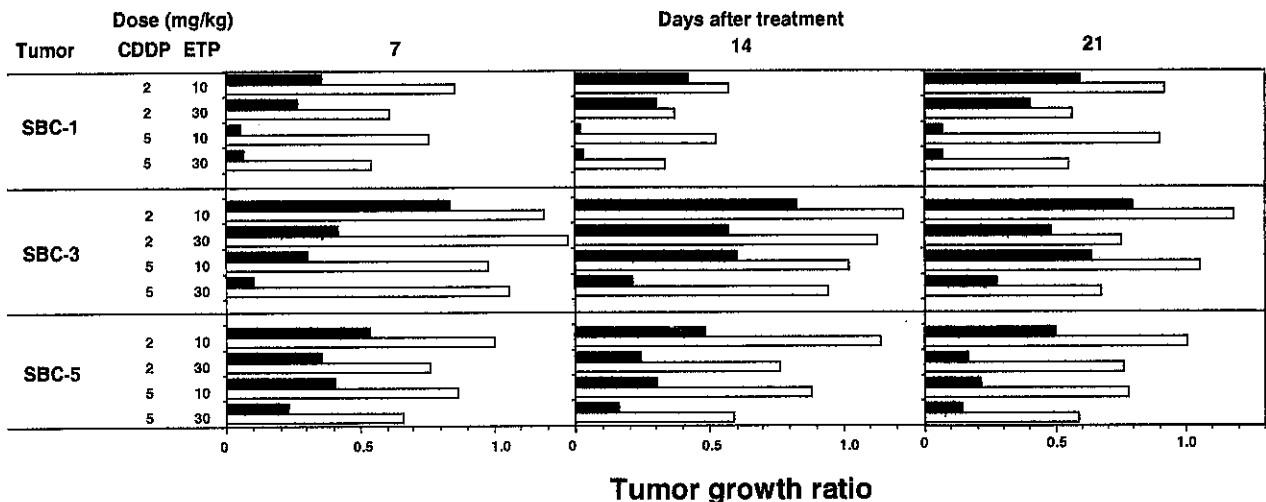 Dose (mg/kg) Days after treatment
Tumor CDDP ETP 7 14 21
2 10
2 30
SBC-1
5 10
5 30
2 10
2 30
SBC-3
5 10
5 30
2 10
2 30
SBC-5
5 10
5 30
0 0.5 1.0 0 0.5 1.0 0 0.5 1.0
Tumor growth ratio